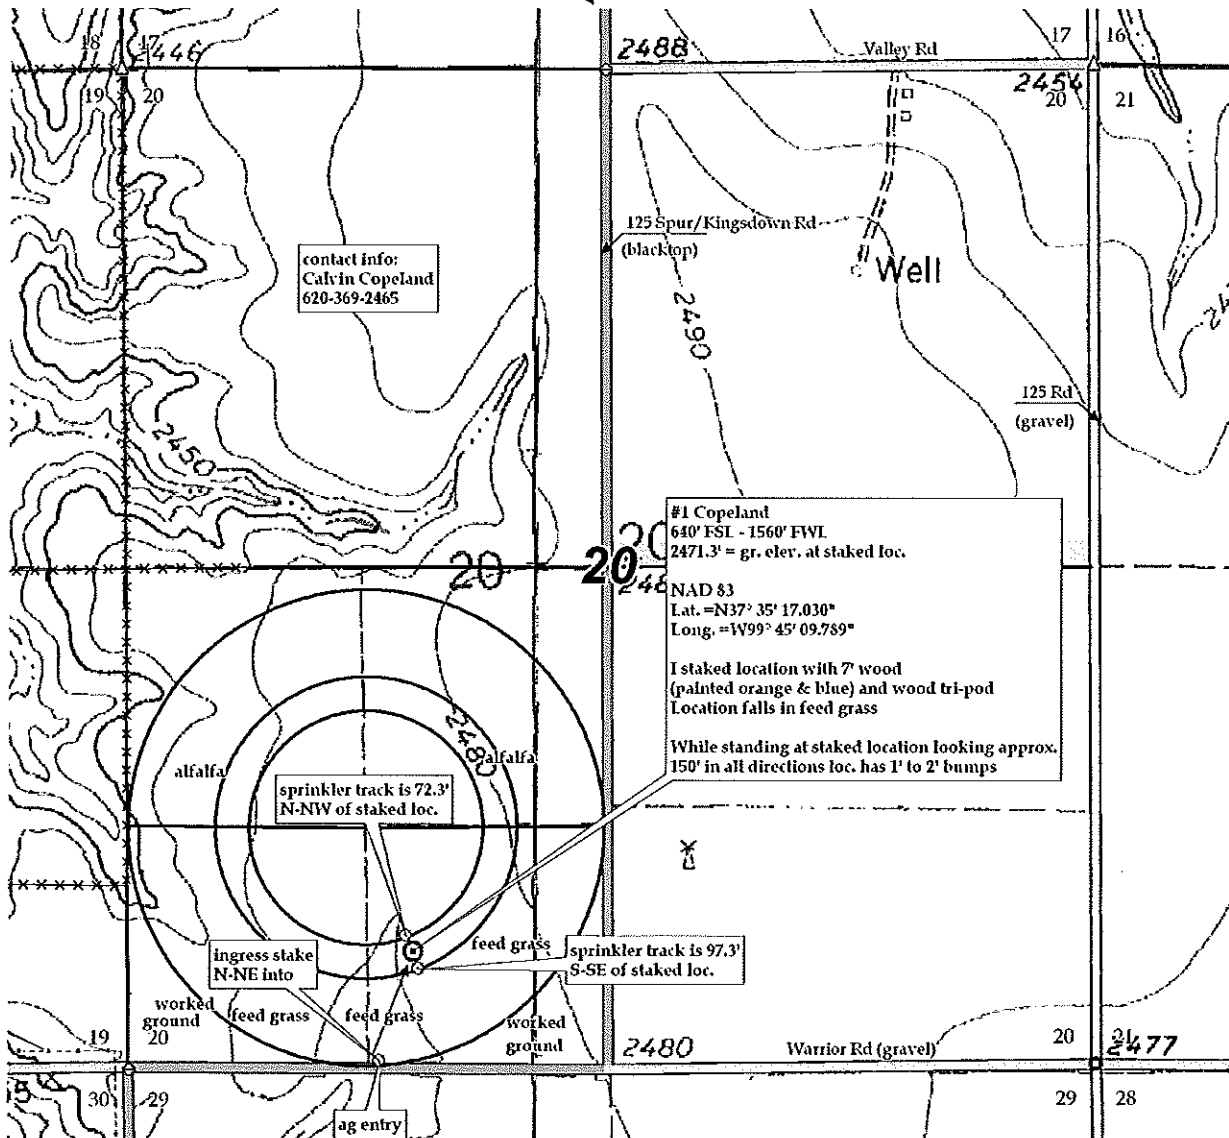 18 17
2446
2488
Valley Rd
17 16
19 20
2454
20 21
125 Spur/Kingsdown Rd
(blacktop)
Well
contact info:
Calvin Copeland
620-369-2465
2490
125 Rd
(gravel)
2450
#1 Copeland
640' FSL - 1560' FWL
2471.3' = gr. elev. at staked loc.
NAD 83
Lat. =N37° 35' 17.030"
Long. =W99° 45' 09.789"
I staked location with 7' wood
(painted orange & blue) and wood tri-pod
Location falls in feed grass
While standing at staked location looking approx.
150' in all directions loc. has 1' to 2' bumps
20
20
20
2480
alfalfa
alfalfa
sprinkler track is 72.3'
N-NW of staked loc.
feed grass
sprinkler track is 97.3'
S-SE of staked loc.
ingress stake
N-NE into
worked
ground
feed grass
feed grass
worked
ground
19 20
2480
Warrior Rd (gravel)
20 21
2477
30 29
29 28
ag entry